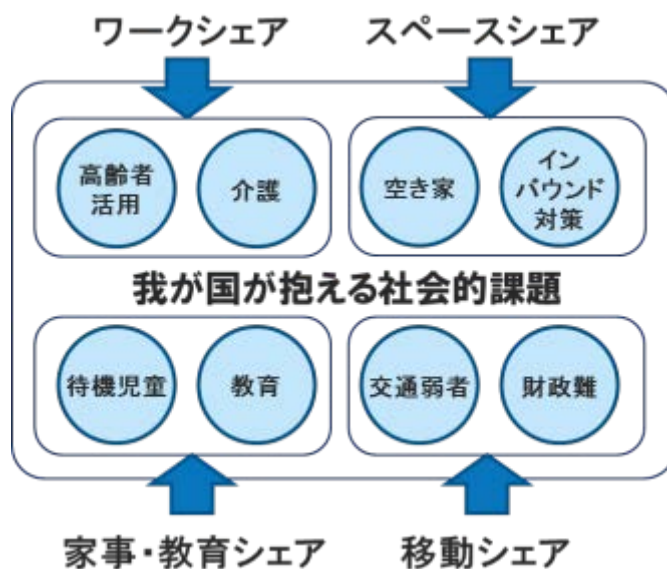 ワークシェア
スペースシェア
高齢者
活用
介護
空き家
イン
バウンド
対策
我が国が抱える社会的課題
待機児童
教育
交通弱者
財政難
家事・教育シェア
移動シェア